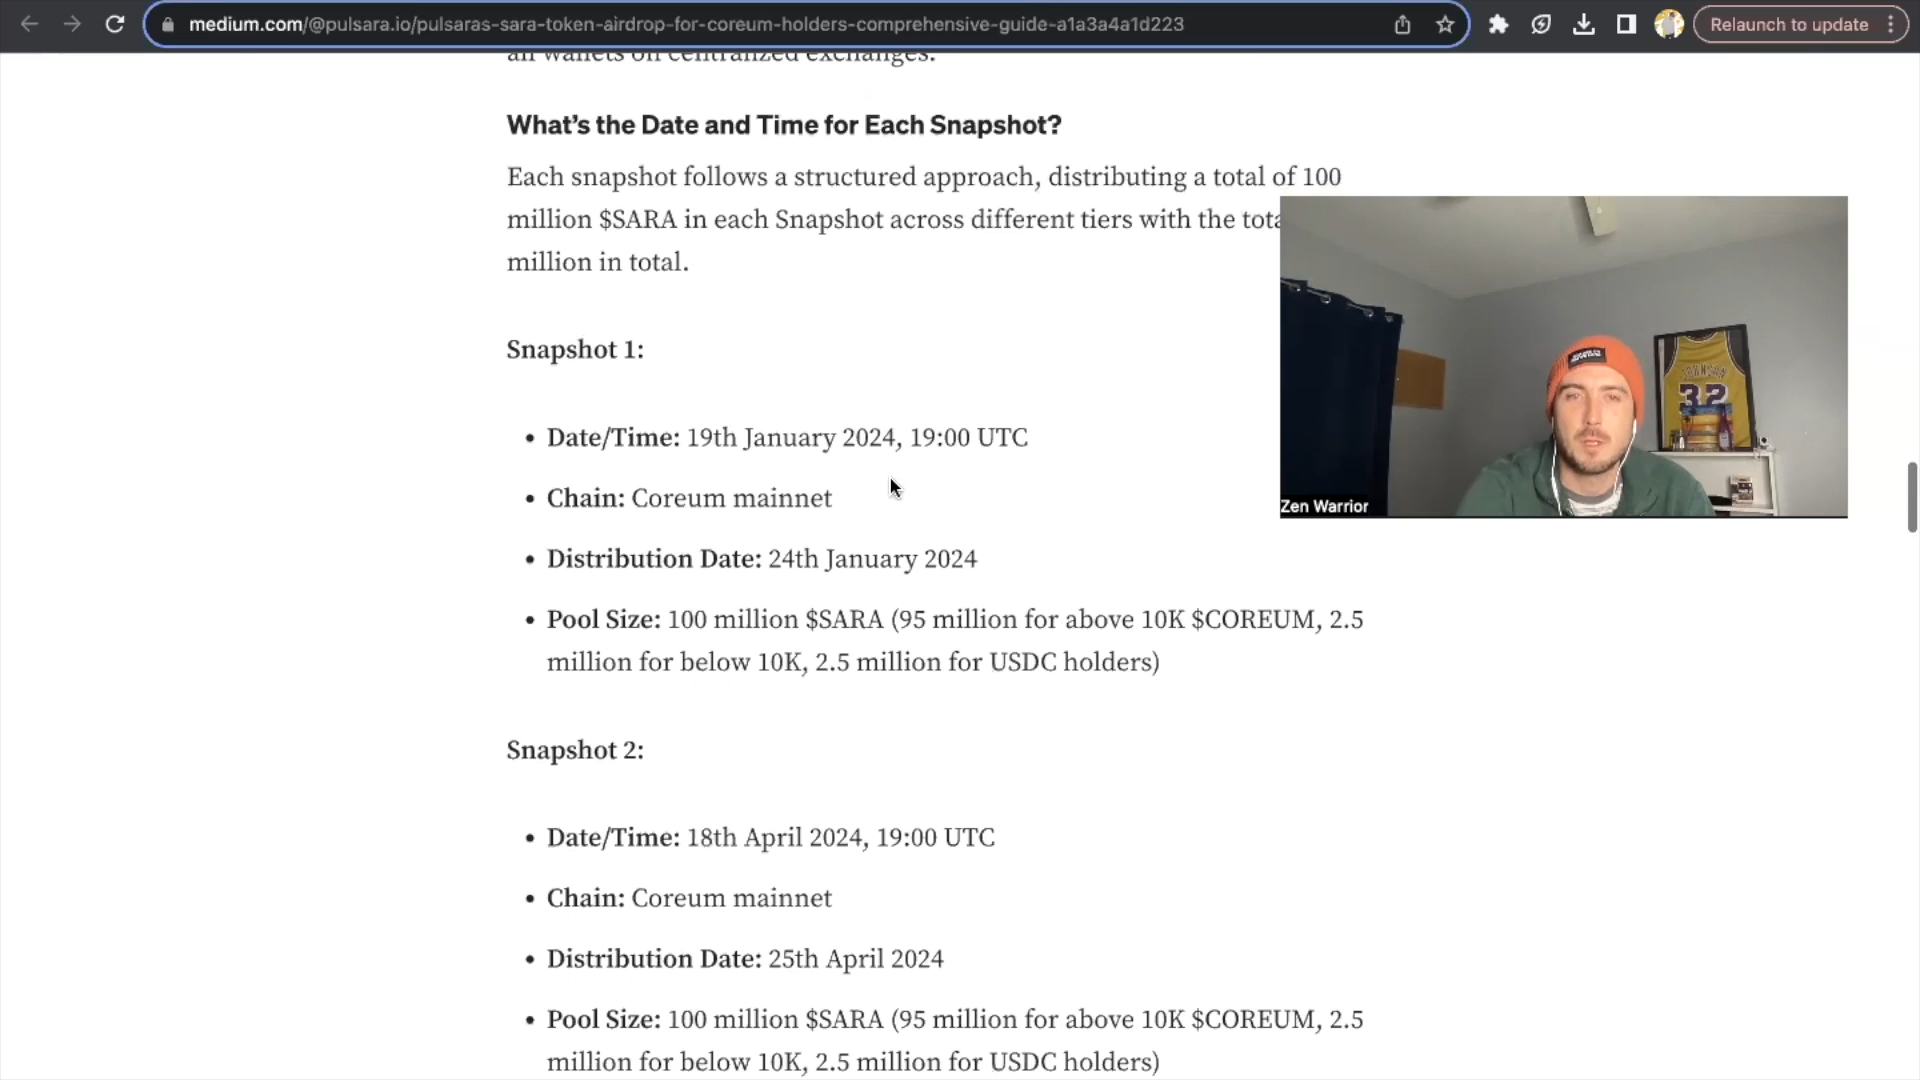 medium.com/@pulsara.io/pulsaras-sara-token-airdrop-for-coreum-holders-comprehensive-guide-a1a3a4a1d223
Relaunch to update
all wallets on centralized exchanges.
What’s the Date and Time for Each Snapshot?
Each snapshot follows a structured approach, distributing a total of 100
million $SARA in each Snapshot across different tiers with the tota
million in total.
Snapshot 1:
• Date/Time: 19th January 2024, 19:00 UTC
• Chain: Coreum mainnet
• Distribution Date: 24th January 2024
• Pool Size: 100 million $SARA (95 million for above 10K $COREUM, 2.5
million for below 10K, 2.5 million for USDC holders)
Snapshot 2:
• Date/Time: 18th April 2024, 19:00 UTC
• Chain: Coreum mainnet
• Distribution Date: 25th April 2024
• Pool Size: 100 million $SARA (95 million for above 10K $COREUM, 2.5
million for below 10K, 2.5 million for USDC holders)
JOHNSON
32
Zen Warrior